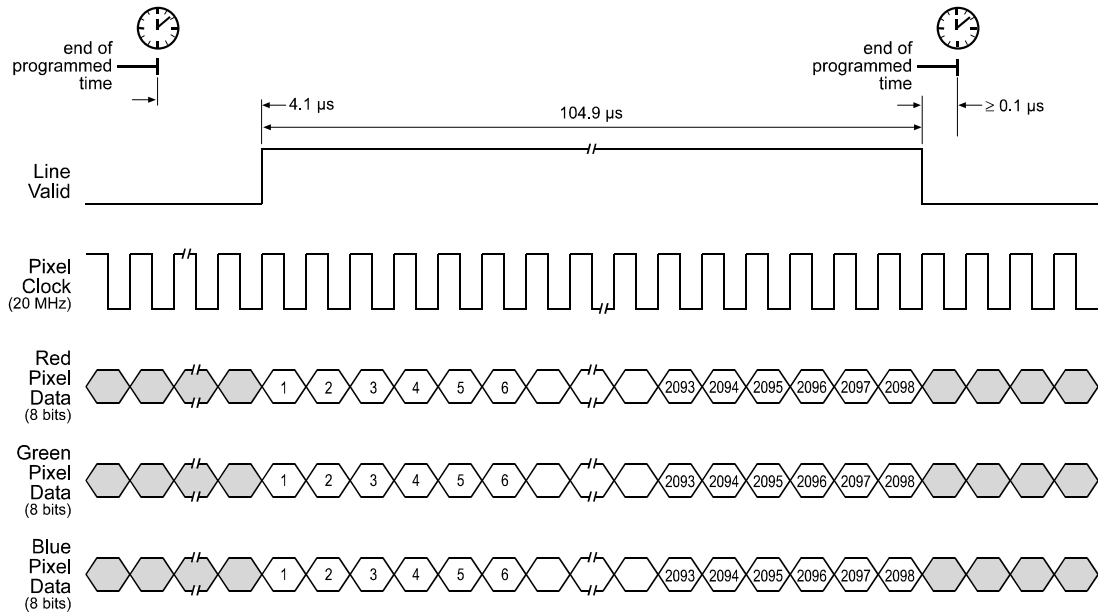 end of
programmed
time
end of
programmed
time
4.1 µs
104.9 µs
≥ 0.1 µs
Line
Valid
Pixel
Clock
(20 MHz)
Red
Pixel
Data
(8 bits)
1 2 3 4 5 6 2093 2094 2095 2096 2097 2098
Green
Pixel
Data
(8 bits)
1 2 3 4 5 6 2093 2094 2095 2096 2097 2098
Blue
Pixel
Data
(8 bits)
1 2 3 4 5 6 2093 2094 2095 2096 2097 2098